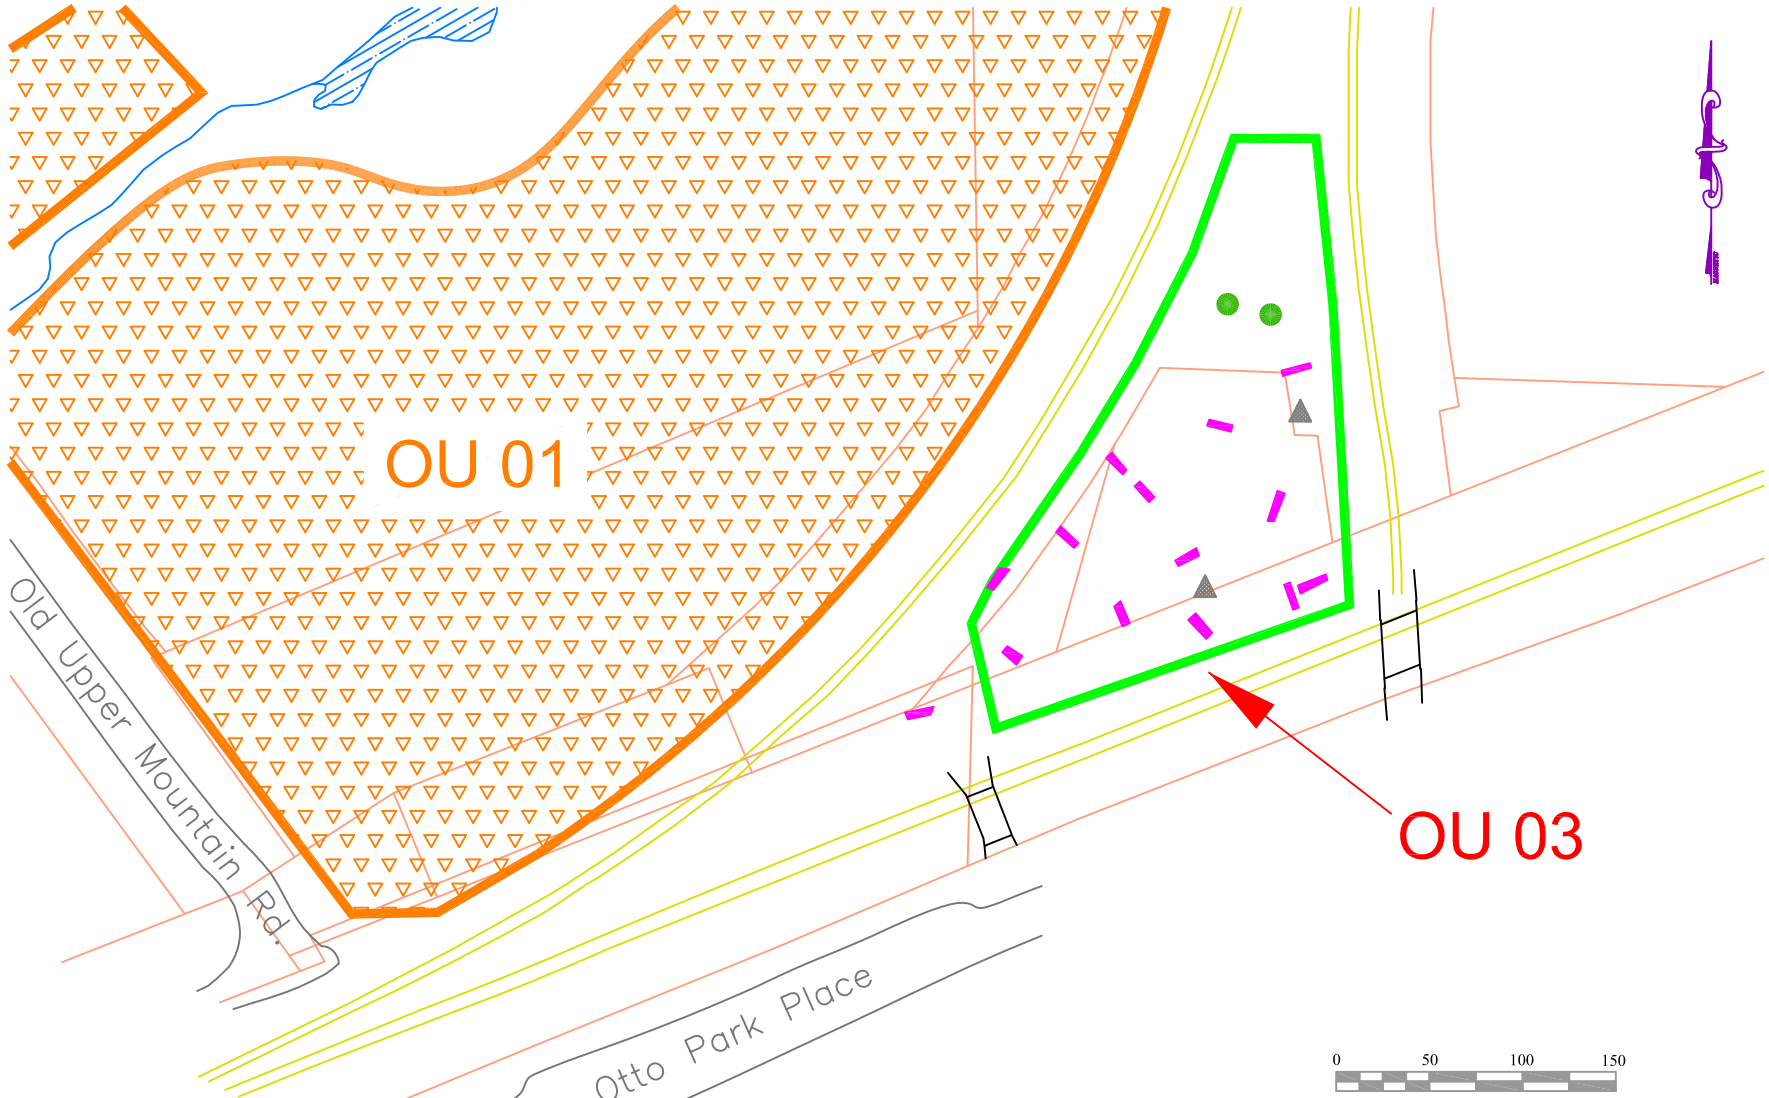 OU 01
Old Upper Mountain Rd.
OU 03
Otto Park Place
0 50 100 150